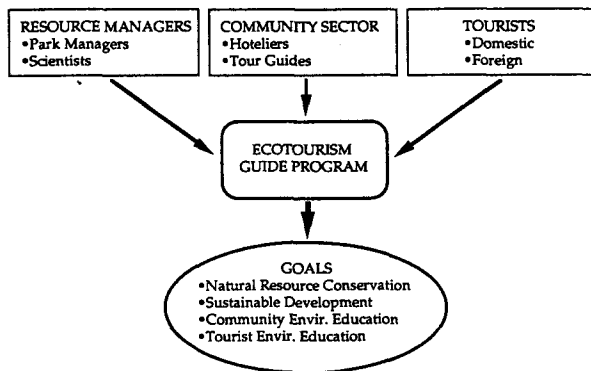 RESOURCE MANAGERS
•Park Managers
•Scientists
COMMUNITY SECTOR
•Hoteliers
•Tour Guides
TOURISTS
•Domestic
•Foreign
ECOTOURISM
GUIDE PROGRAM
GOALS
•Natural Resource Conservation
•Sustainable Development
•Community Envir. Education
•Tourist Envir. Education